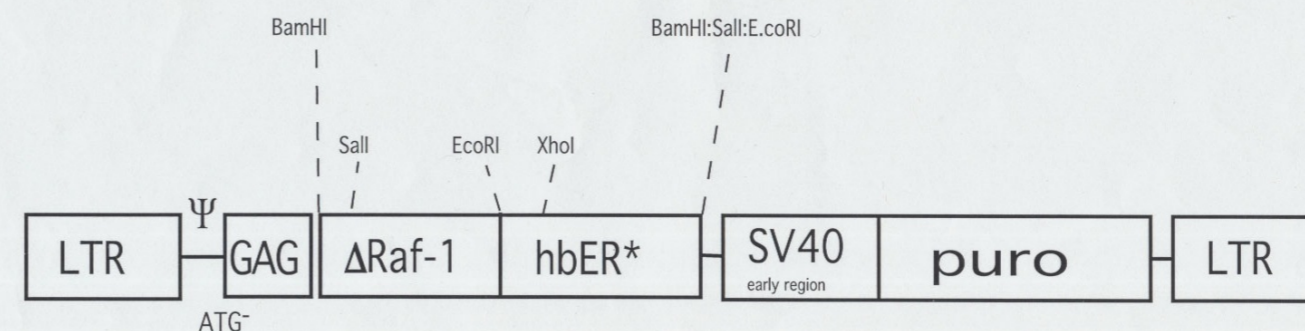 BamHI
BamHI:SalI:E.coRI
SalI
EcoRI
XhoI
Ψ
LTR
GAG
ΔRaf-1
hbER*
SV40
early region
puro
LTR
ATG-